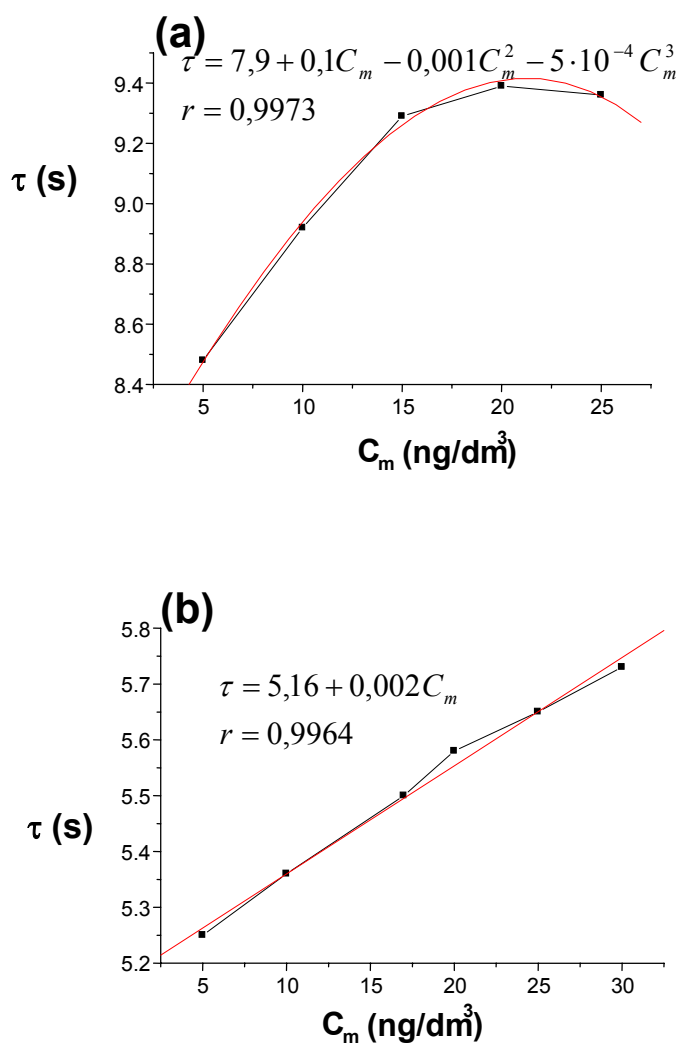 (a)
τ = 7,9 + 0,1C_m − 0,001C_m^2 − 5·10^{−4} C_m^3
r = 0,9973
9.4
9.2
9.0
8.8
8.6
8.4
τ (s)
5 10 15 20 25
C_m (ng/dm^3)
(b)
5.8
5.7
5.6
5.5
5.4
5.3
5.2
τ = 5,16 + 0,002C_m
r = 0,9964
τ (s)
5 10 15 20 25 30
C_m (ng/dm^3)